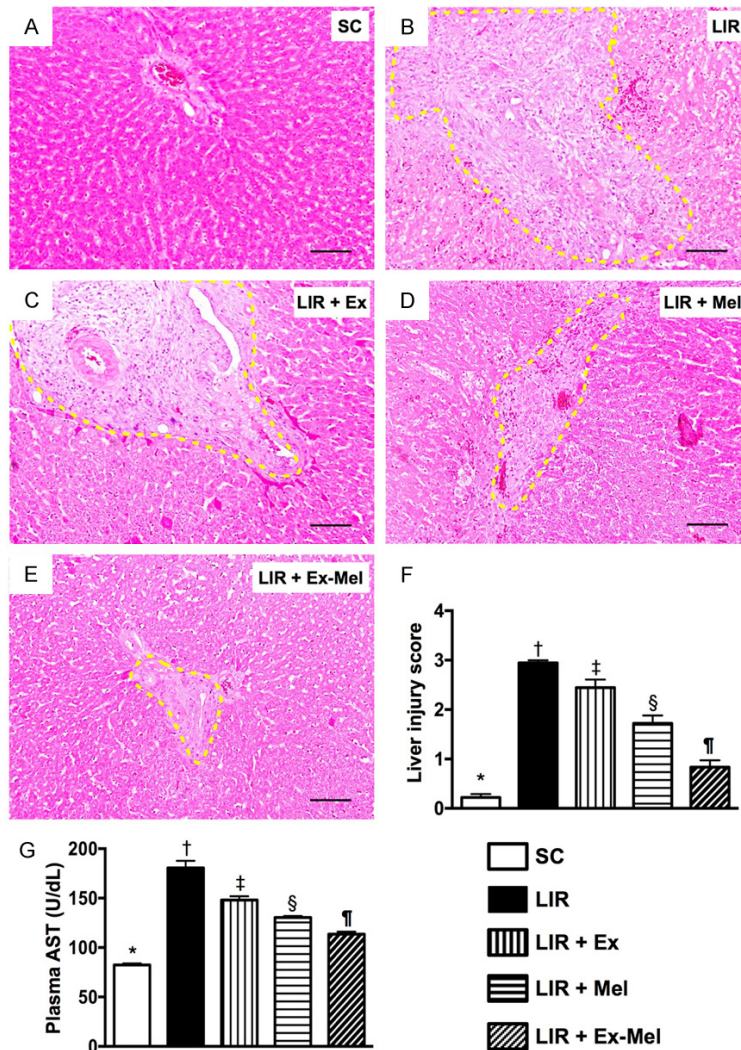 A
SC
B
LIR
C
LIR + Ex
D
LIR + Mel
E
LIR + Ex-Mel
F
Liver injury score
4
3
2
1
0
*
†
‡
§
¶
G
Plasma AST (U/dL)
200
150
100
50
0
*
†
‡
§
¶
SC
LIR
LIR + Ex
LIR + Mel
LIR + Ex-Mel